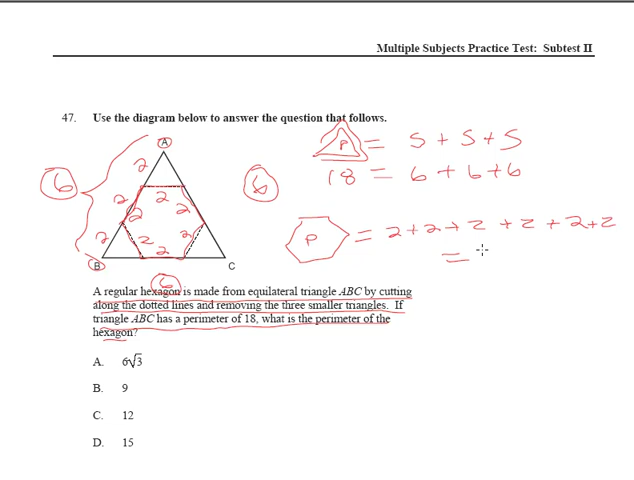 Multiple Subjects Practice Test: Subtest II
47. Use the diagram below to answer the question that follows.
A
B
C
2
2
2
2
2
2
2
2
6
6
6
P = S + S + S
18 = 6 + 6 + 6
P = 2 + 2 + 2 + 2 + 2 + 2
=
A regular hexagon is made from equilateral triangle ABC by cutting
along the dotted lines and removing the three smaller triangles. If
triangle ABC has a perimeter of 18, what is the perimeter of the
hexagon?
A. 6√3
B. 9
C. 12
D. 15